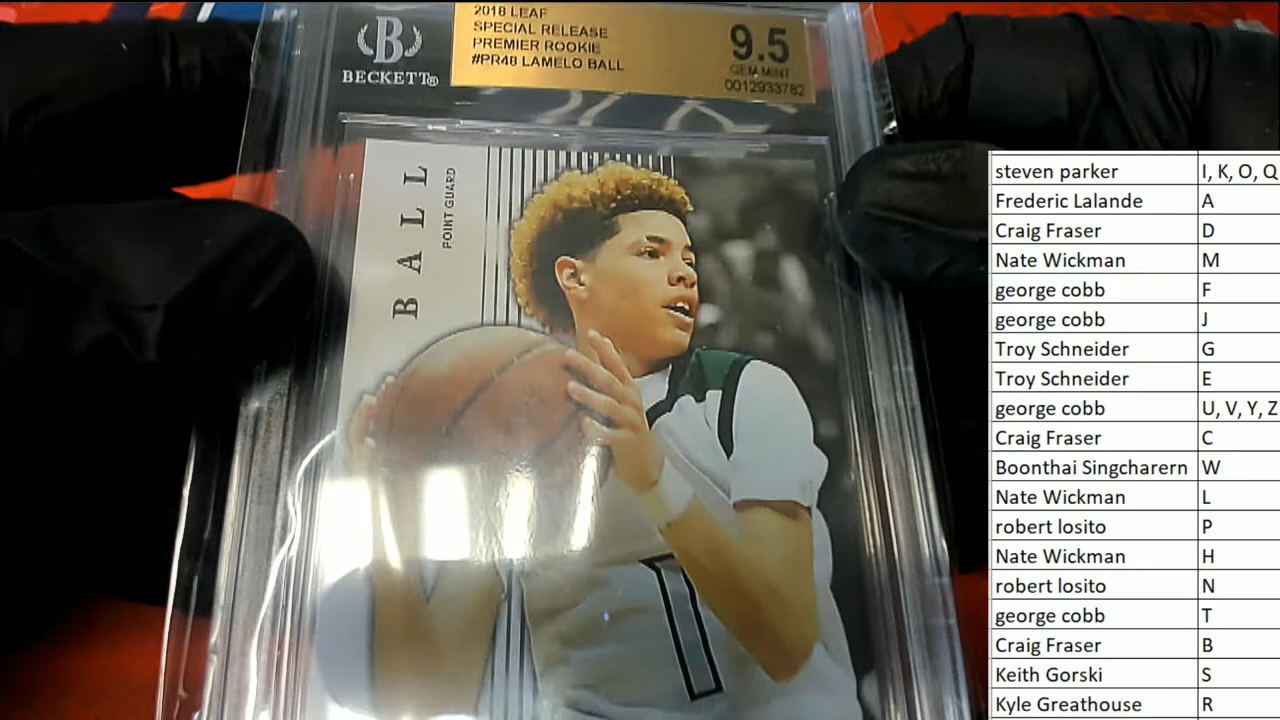 2018 LEAF
SPECIAL RELEASE
PREMIER ROOKIE
#PR48 LAMELO BALL
9.5
GEM MINT
0012933782
B
BECKETT®
BALL
POINT GUARD
1
steven parker I, K, O, Q
Frederic Lalande A
Craig Fraser D
Nate Wickman M
george cobb F
george cobb J
Troy Schneider G
Troy Schneider E
george cobb U, V, Y, Z
Craig Fraser C
Boonthai Singcharern W
Nate Wickman L
robert losito P
Nate Wickman H
robert losito N
george cobb T
Craig Fraser B
Keith Gorski S
Kyle Greathouse R